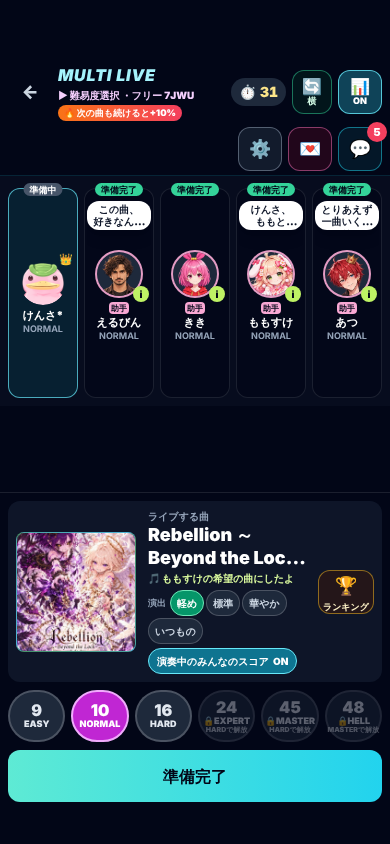 MULTI LIVE
▶ 難易度選択 ・フリー 7JWU
🔥 次の曲も続けると+10%
⏱️ 31
🔄
横
📊
ON
⚙️
💌
💬
5
準備中
けんさ*
NORMAL
準備完了
この曲、
好きなん...
助手
えるびん
NORMAL
準備完了
助手
きき
NORMAL
準備完了
けんさ、
ももと...
助手
ももすけ
NORMAL
準備完了
とりあえず
一曲いく...
助手
あつ
NORMAL
Rebellion
Beyond the Lock
ライブする曲
Rebellion ～
Beyond the Loc...
🎵 ももすけの希望の曲にしたよ
演出 軽め 標準 華やか
いつもの
演奏中のみんなのスコア ON
🏆
ランキング
9
EASY
10
NORMAL
16
HARD
24
🔒EXPERT
HARDで解放
45
🔒MASTER
HARDで解放
48
🔒HELL
MASTERで解放
準備完了